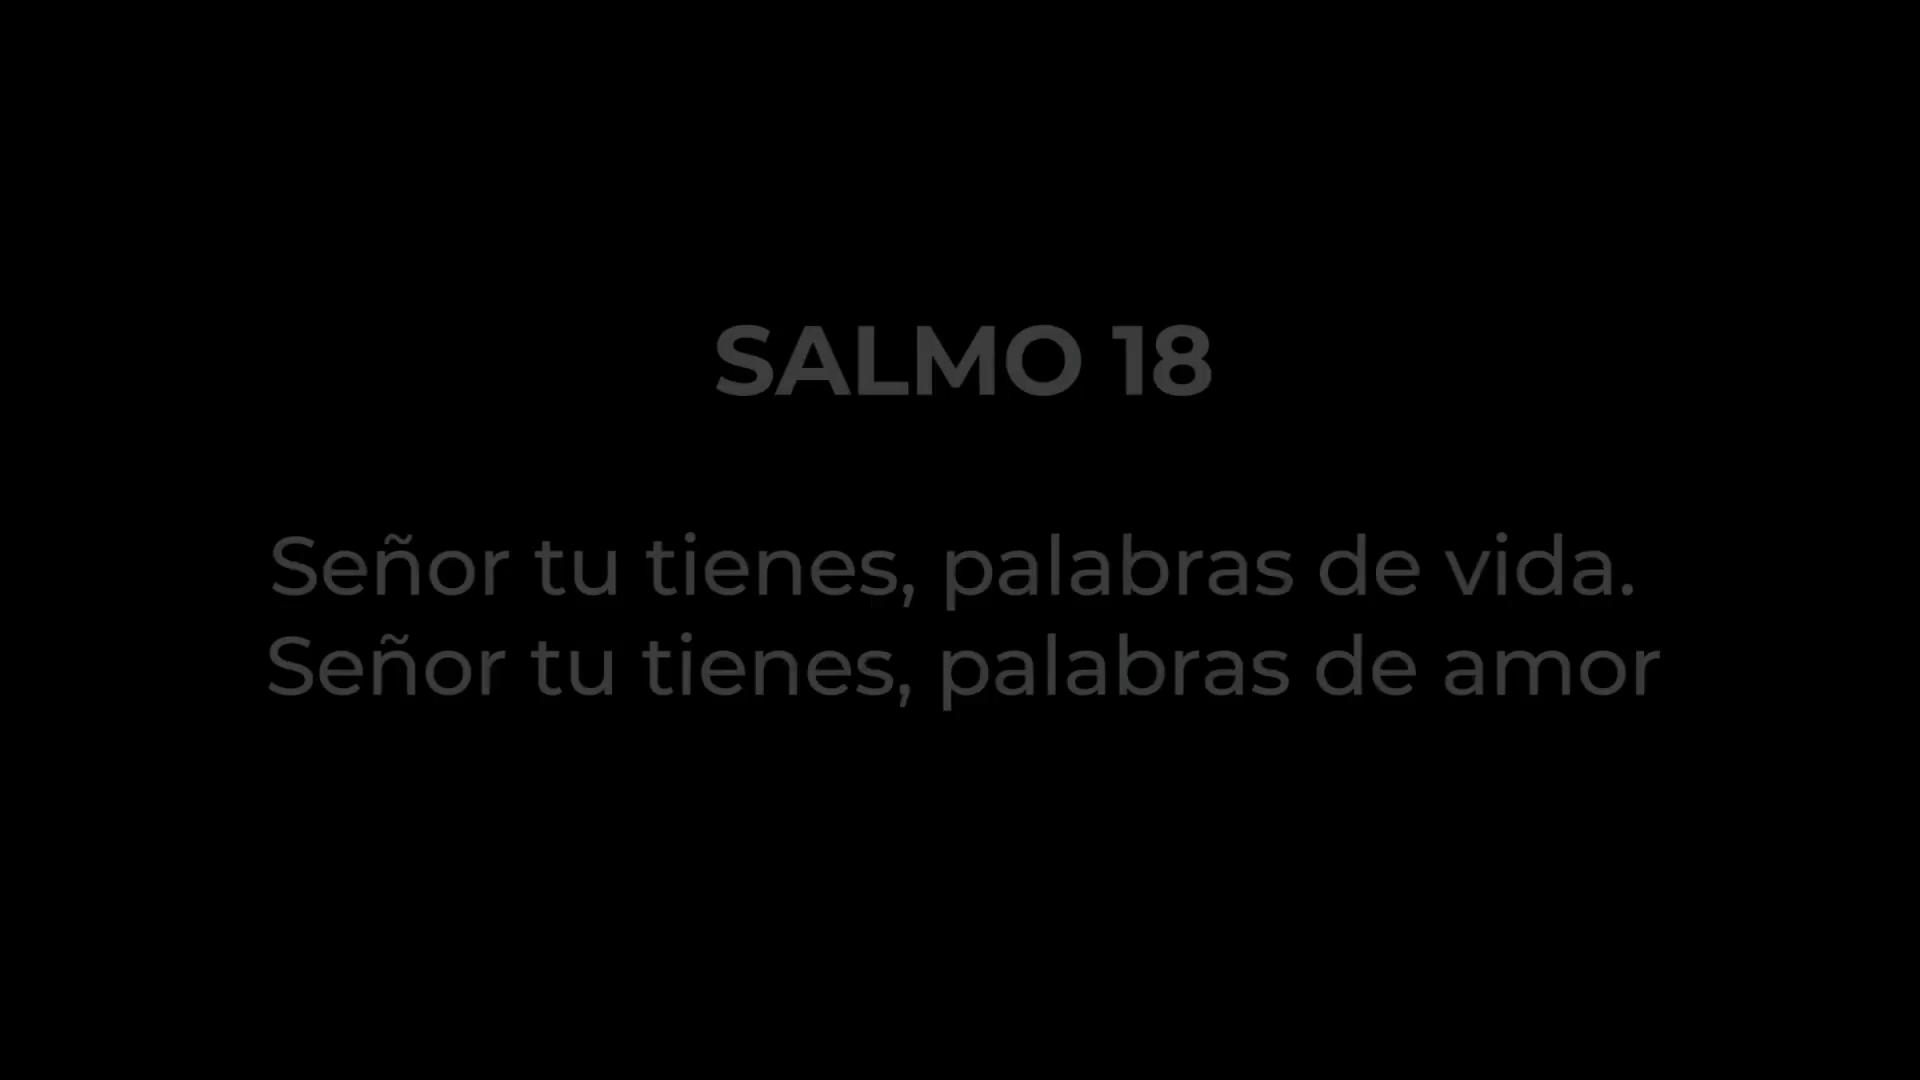 SALMO 18
Señor tu tienes, palabras de vida.
Señor tu tienes, palabras de amor